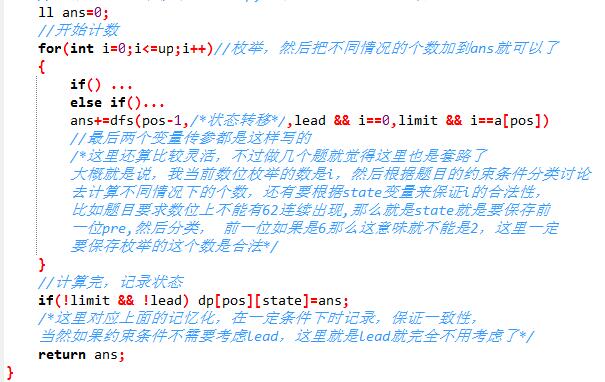 ll ans=0;
//开始计数
for(int i=0;i<=up;i++)//枚举，然后把不同情况的个数加到ans就可以了
{
if() ...
else if()...
ans+=dfs(pos-1,/*状态转移*/,lead && i==0,limit && i==a[pos])
//最后两个变量传参都是这样写的
/*这里还算比较灵活，不过做几个题就觉得这里也是套路了
大概就是说，我当前数位枚举的数是i，然后根据题目的约束条件分类讨论
去计算不同情况下的个数，还有要根据state变量来保证i的合法性，
比如题目要求数位上不能有62连续出现,那么就是state就是要保存前
一位pre,然后分类， 前一位如果是6那么这意味就不能是2，这里一定
要保存枚举的这个数是合法*/
}
//计算完，记录状态
if(!limit && !lead) dp[pos][state]=ans;
/*这里对应上面的记忆化，在一定条件下时记录，保证一致性，
当然如果约束条件不需要考虑lead，这里就是lead就完全不用考虑了*/
return ans;
}